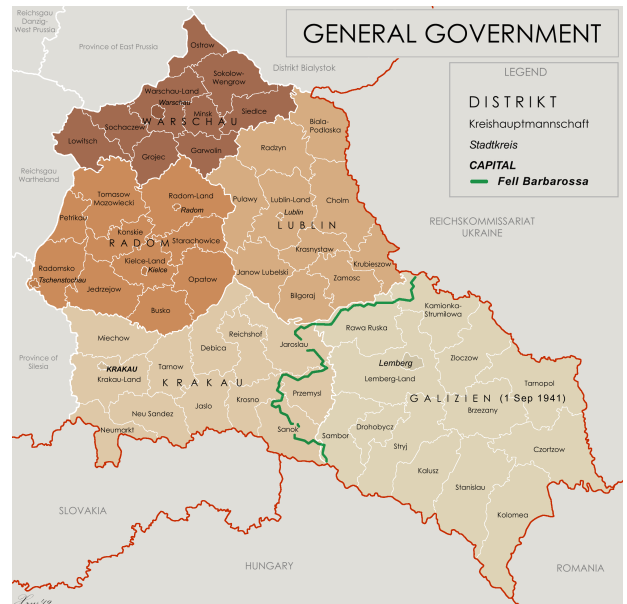 GENERAL GOVERNMENT
LEGEND
DISTRIKT
Kreishauptmannschaft
Stadtkreis
CAPITAL
Fell Barbarossa
Reichsgau
Danzig-
West Prussia
Province of East Prussia
Distrikt Bialystok
Reichsgau
Wartheland
REICHSKOMMISSARIAT
UKRAINE
Province of
Silesia
SLOVAKIA
HUNGARY
ROMANIA
Ostrow
Sokolow-
Wengrow
Warschau-Land
Warschau
Minsk
Siedlce
WARSCHAU
Sochaczew
Lowitsch
Grojec
Garwolin
Biala-
Podlaska
Radzyn
Pulawy
Lublin-Land
Cholm
Lublin
LUBLIN
Krasnystaw
Krubieszow
Janow Lubelski
Zamosc
Bilgoraj
Tomasow
Mazowiecki
Radom-Land
Radom
Petrikau
Konskie
RADOM
Starachowice
Kielce-Land
Kielce
Radomsko
Tschenstochau
Jedrzejow
Opatow
Busko
Miechow
Reichshof
Debica
Jaroslau
KRAKAU
Krakau-Land
Tarnow
KRAKAU
Jaslo
Krosno
Przemysl
Neu Sandez
Neumarkt
Sanok
Rawa Ruska
Kamionka-
Strumilowa
Lemberg
Lemberg-Land
Zloczow
Tarnopol
GALIZIEN (1 Sep 1941)
Brzezany
Drohobycz
Sambor
Stryj
Czortzow
Kalusz
Stanislau
Kolomea